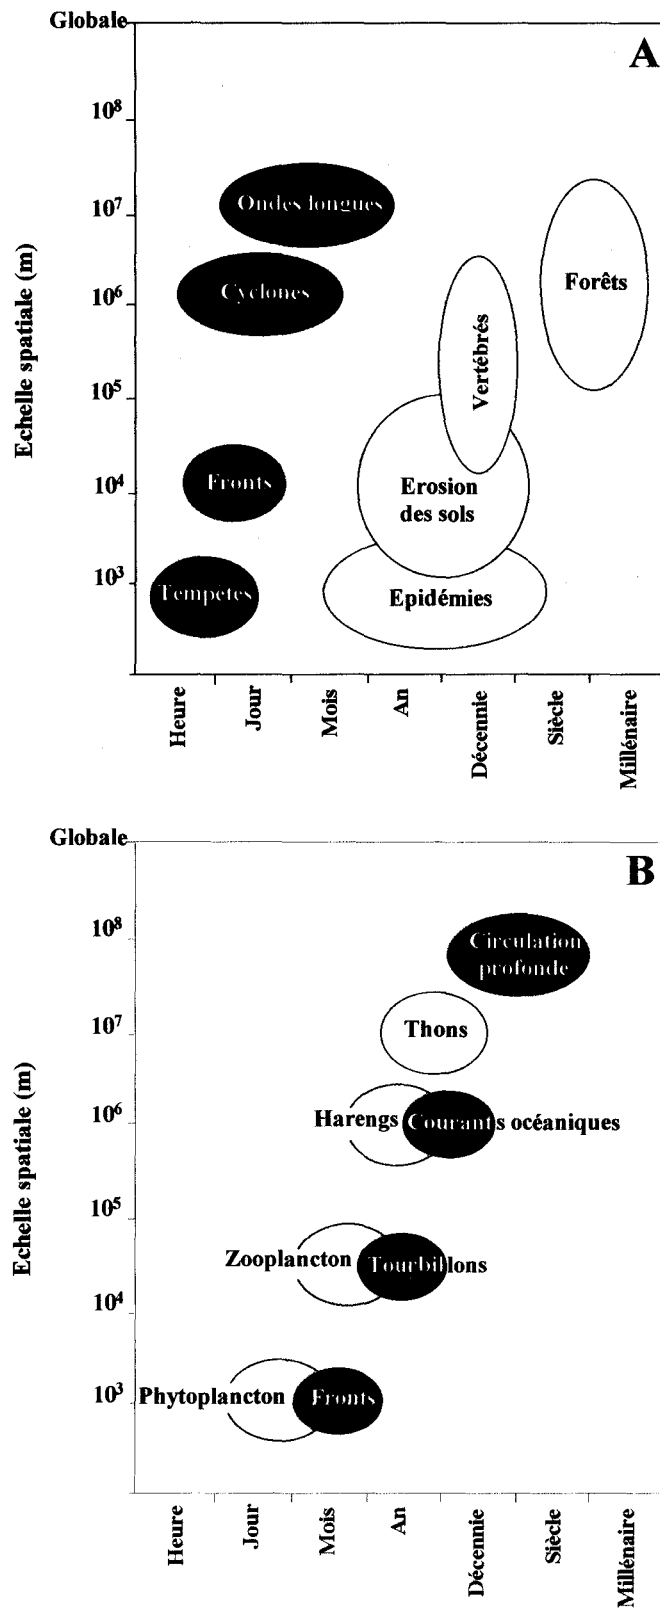 Globale
A
10⁸
Ondes longues
10⁷
Cyclones
Forêts
10⁶
Echelle spatiale (m)
Vertébrés
10⁵
Fronts
Erosion
des sols
10⁴
Tempêtes
10³
Epidémies
Heure
Jour
Mois
An
Décennie
Siècle
Millénaire
Globale
B
10⁸
Circulation
profonde
10⁷
Thons
Echelle spatiale (m)
10⁶
Harengs Courants océaniques
10⁵
Zooplancton Tourbillons
10⁴
10³
Phytoplancton Fronts
Heure
Jour
Mois
An
Décennie
Siècle
Millénaire